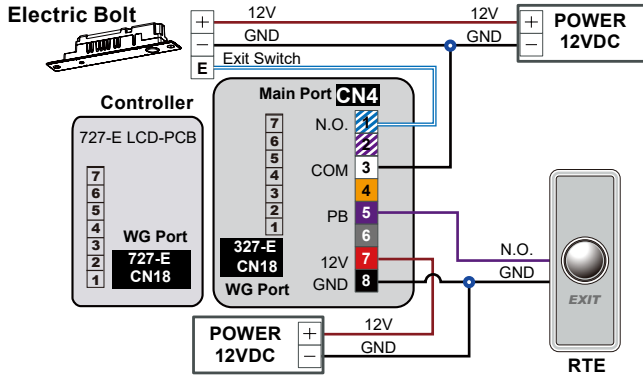 Electric Bolt
+
−
E
12V
GND
Exit Switch
12V
GND
+
−
POWER
12VDC
Controller
727-E LCD-PCB
7
6
5
4
3
2
1
WG Port
727-E
CN18
Main Port CN4
7
6
5
4
3
2
1
327-E
CN18
WG Port
N.O.
COM
PB
12V
GND
1
2
3
4
5
6
7
8
N.O.
GND
EXIT
RTE
POWER
12VDC
+
−
12V
GND